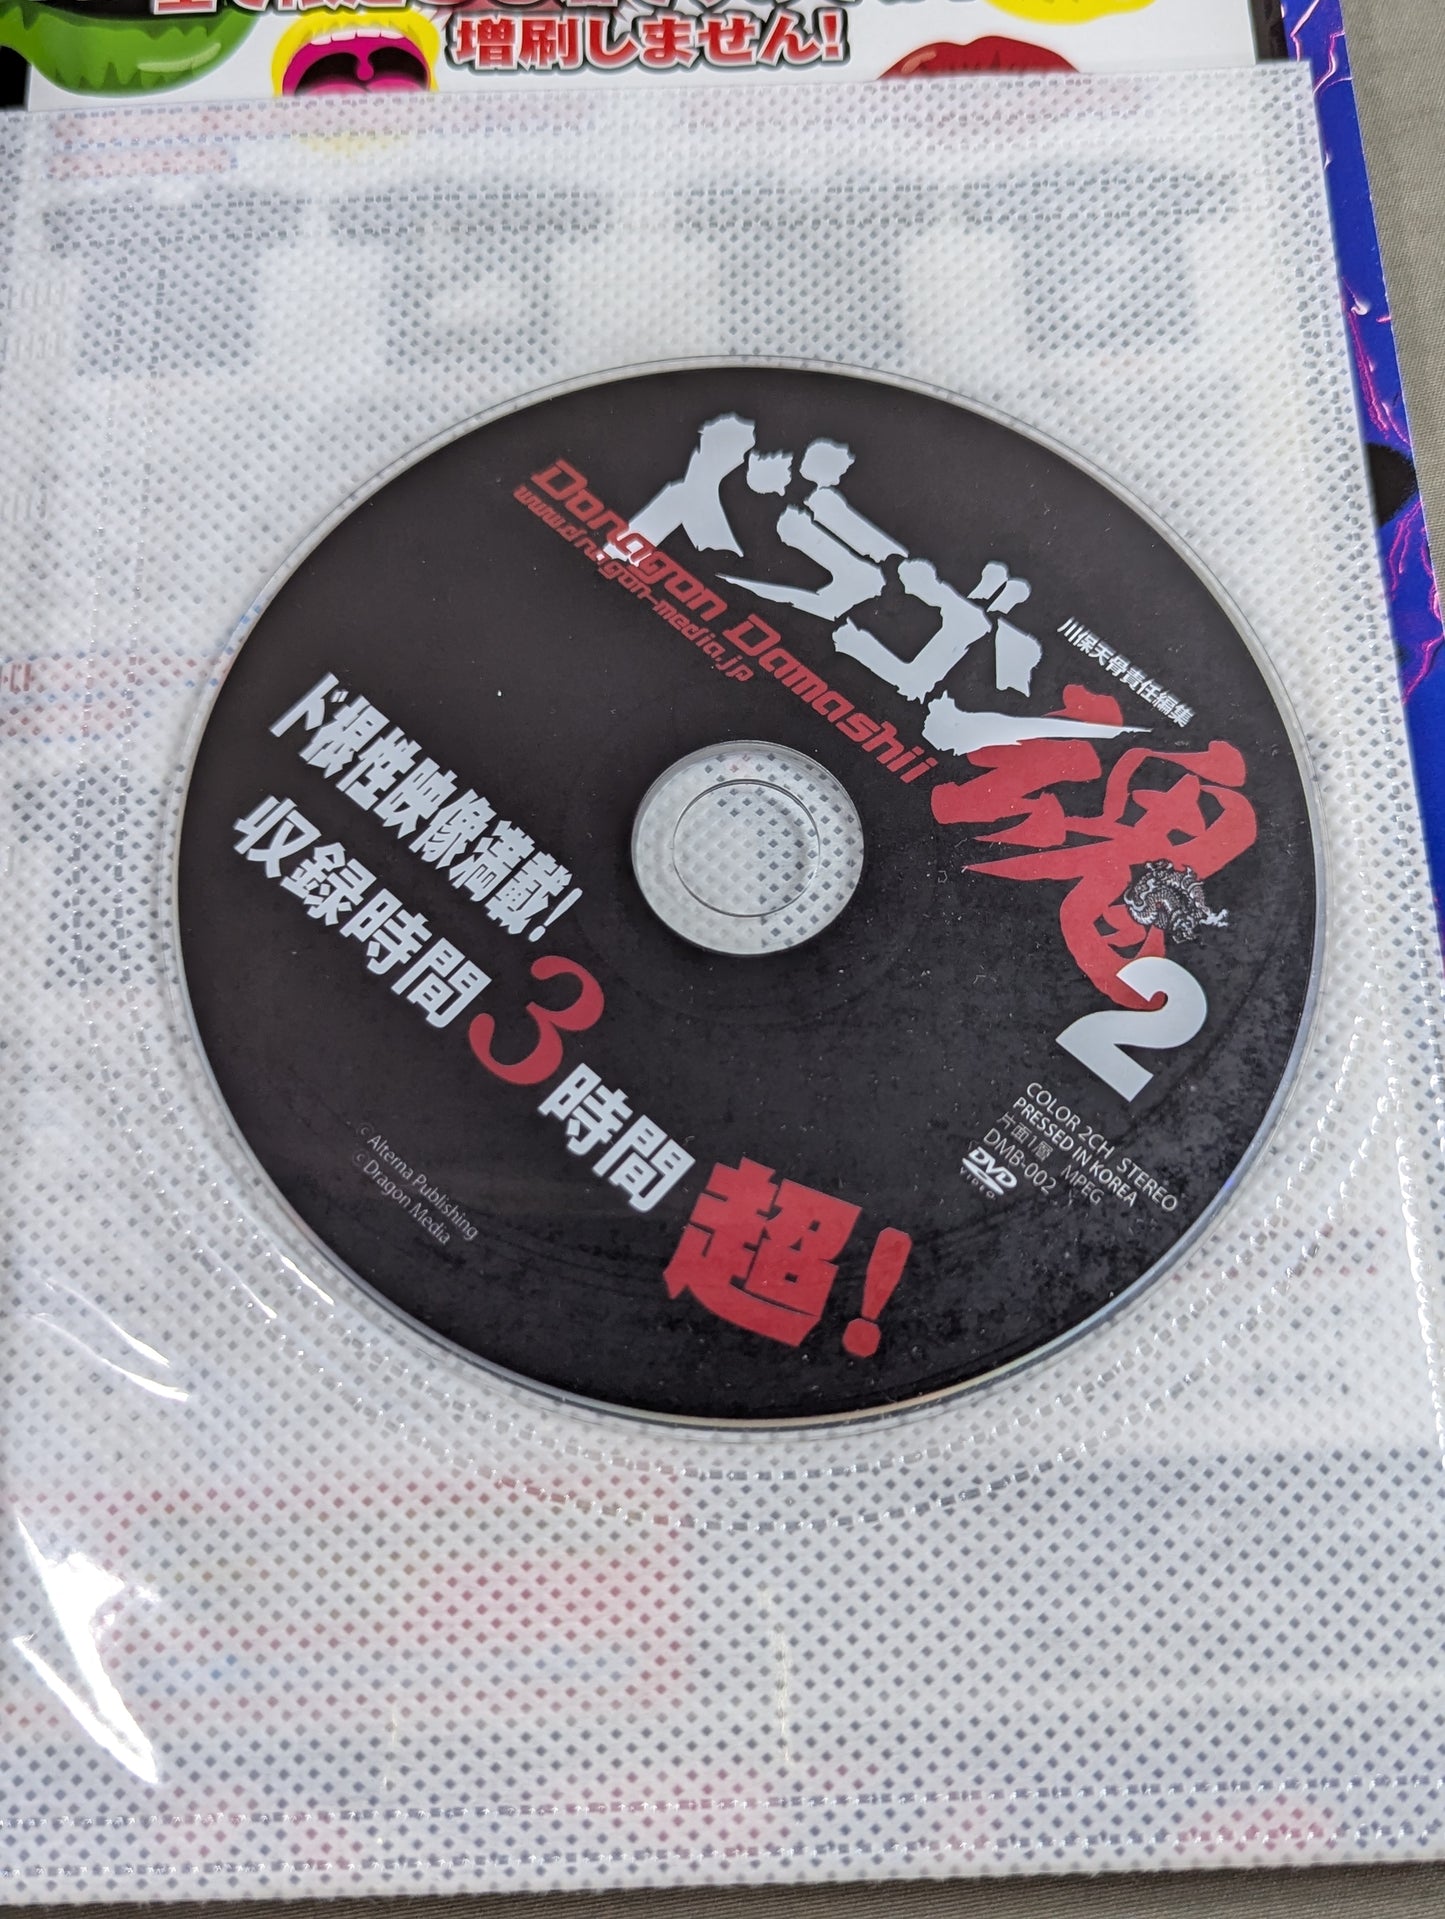 増刷しません!
川保天骨責任編集
ドラゴン魂2
Doragon Damashii
www.dragon-media.jp
ド根性映像満載!
収録時間3時間超!
COLOR 2CH STEREO
PRESSED IN KOREA
片面1層 MPEG
DMB-002
DVD
VIDEO
© Alterna Publishing
© Dragon Media